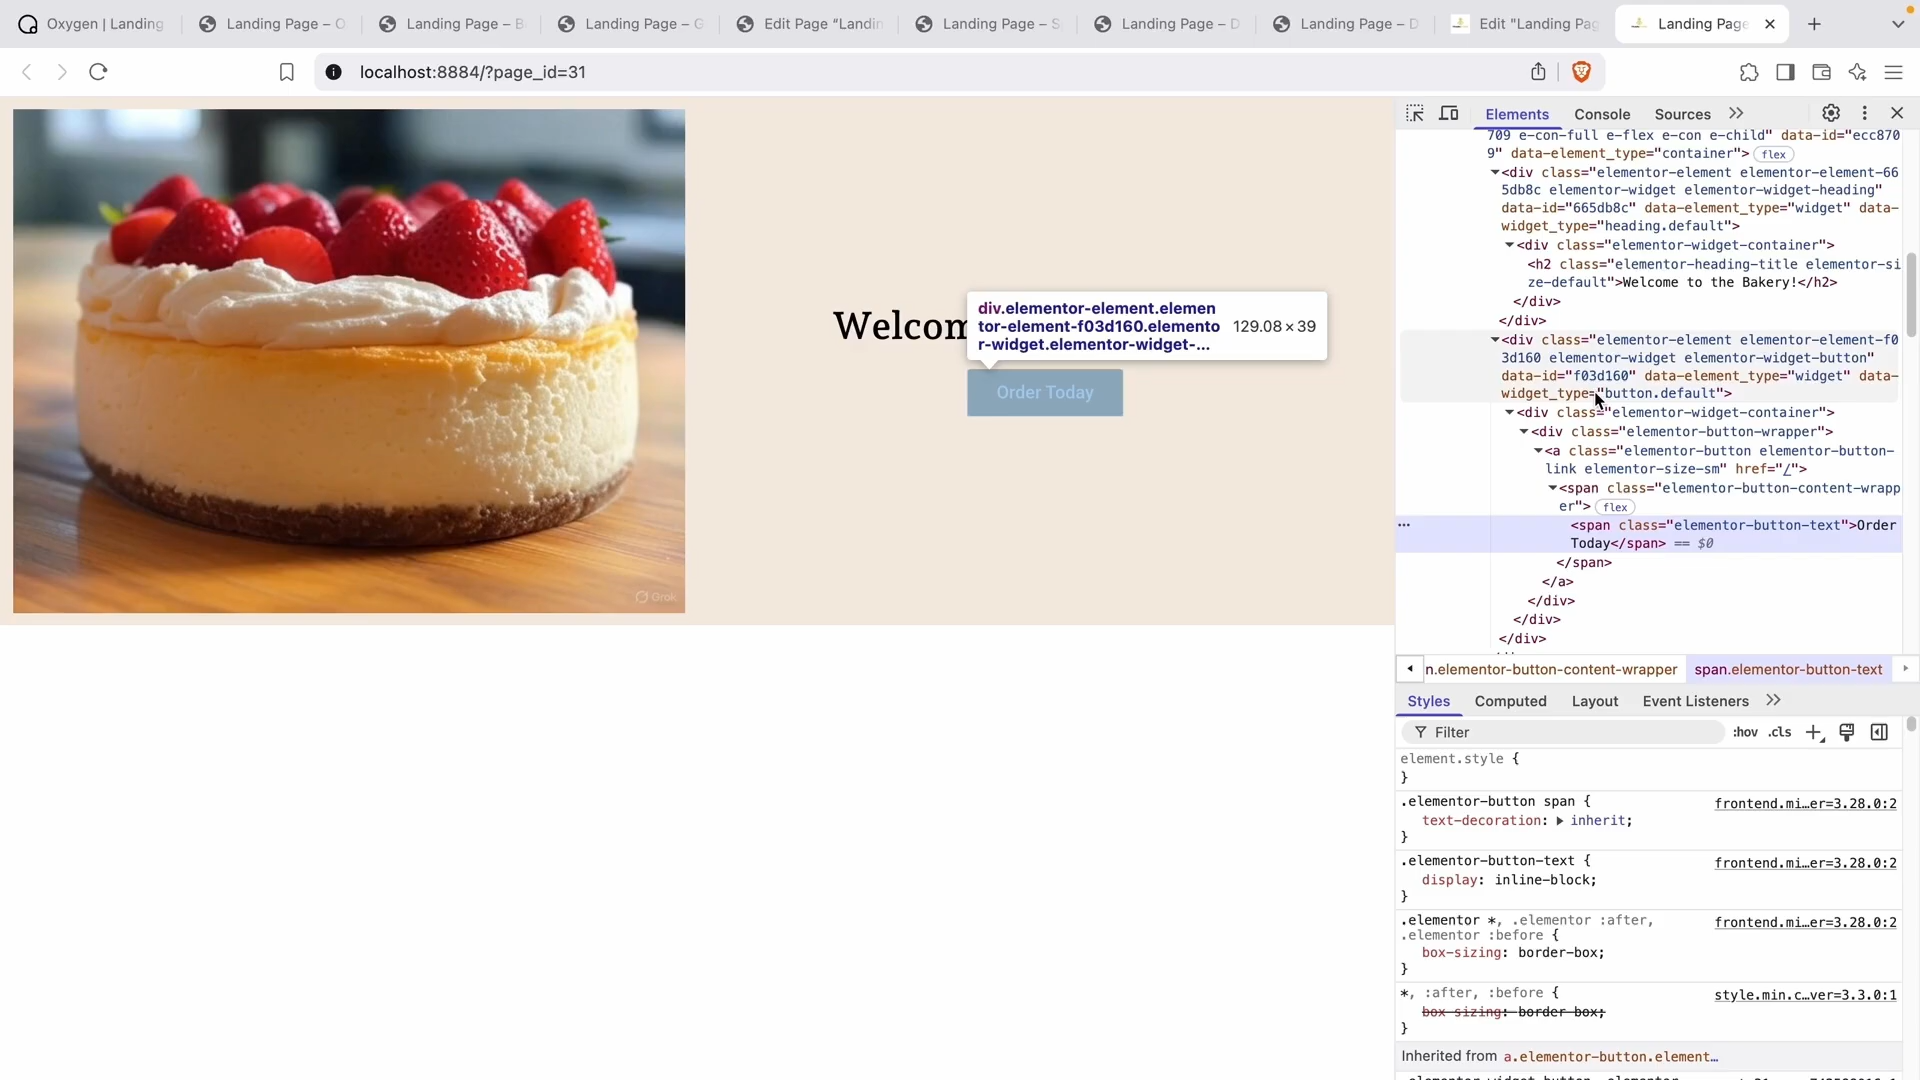 Oxygen | Landing
Landing Page – O
Landing Page – B
Landing Page – G
Edit Page “Landin
Landing Page – S
Landing Page – D
Landing Page – D
Edit "Landing Pag
Landing Page
localhost:8884/?page_id=31
Welcom
div.elementor-element.elemen
tor-element-f03d160.elemento
r-widget.elementor-widget-...
129.08 × 39
Order Today
Grok
Elements
Console
Sources
709 e-con-full e-flex e-con e-child" data-id="ecc870
9" data-element_type="container"> flex
<div class="elementor-element elementor-element-66
5db8c elementor-widget elementor-widget-heading"
data-id="665db8c" data-element_type="widget" data-
widget_type="heading.default">
<div class="elementor-widget-container">
<h2 class="elementor-heading-title elementor-si
ze-default">Welcome to the Bakery!</h2>
</div>
</div>
<div class="elementor-element elementor-element-f0
3d160 elementor-widget elementor-widget-button"
data-id="f03d160" data-element_type="widget" data-
widget_type="button.default">
<div class="elementor-widget-container">
<div class="elementor-button-wrapper">
<a class="elementor-button elementor-button-
link elementor-size-sm" href="/">
<span class="elementor-button-content-wrapp
er"> flex
<span class="elementor-button-text">Order
Today</span> == $0
</span>
</a>
</div>
</div>
</div>
n.elementor-button-content-wrapper
span.elementor-button-text
Styles
Computed
Layout
Event Listeners
Filter
:hov
.cls
element.style {
}
.elementor-button span {
frontend.mi…er=3.28.0:2
text-decoration: inherit;
}
.elementor-button-text {
frontend.mi…er=3.28.0:2
display: inline-block;
}
.elementor *, .elementor :after,
frontend.mi…er=3.28.0:2
.elementor :before {
box-sizing: border-box;
}
*, :after, :before {
style.min.c…ver=3.3.0:1
box-sizing: border-box;
}
Inherited from a.elementor-button.element…